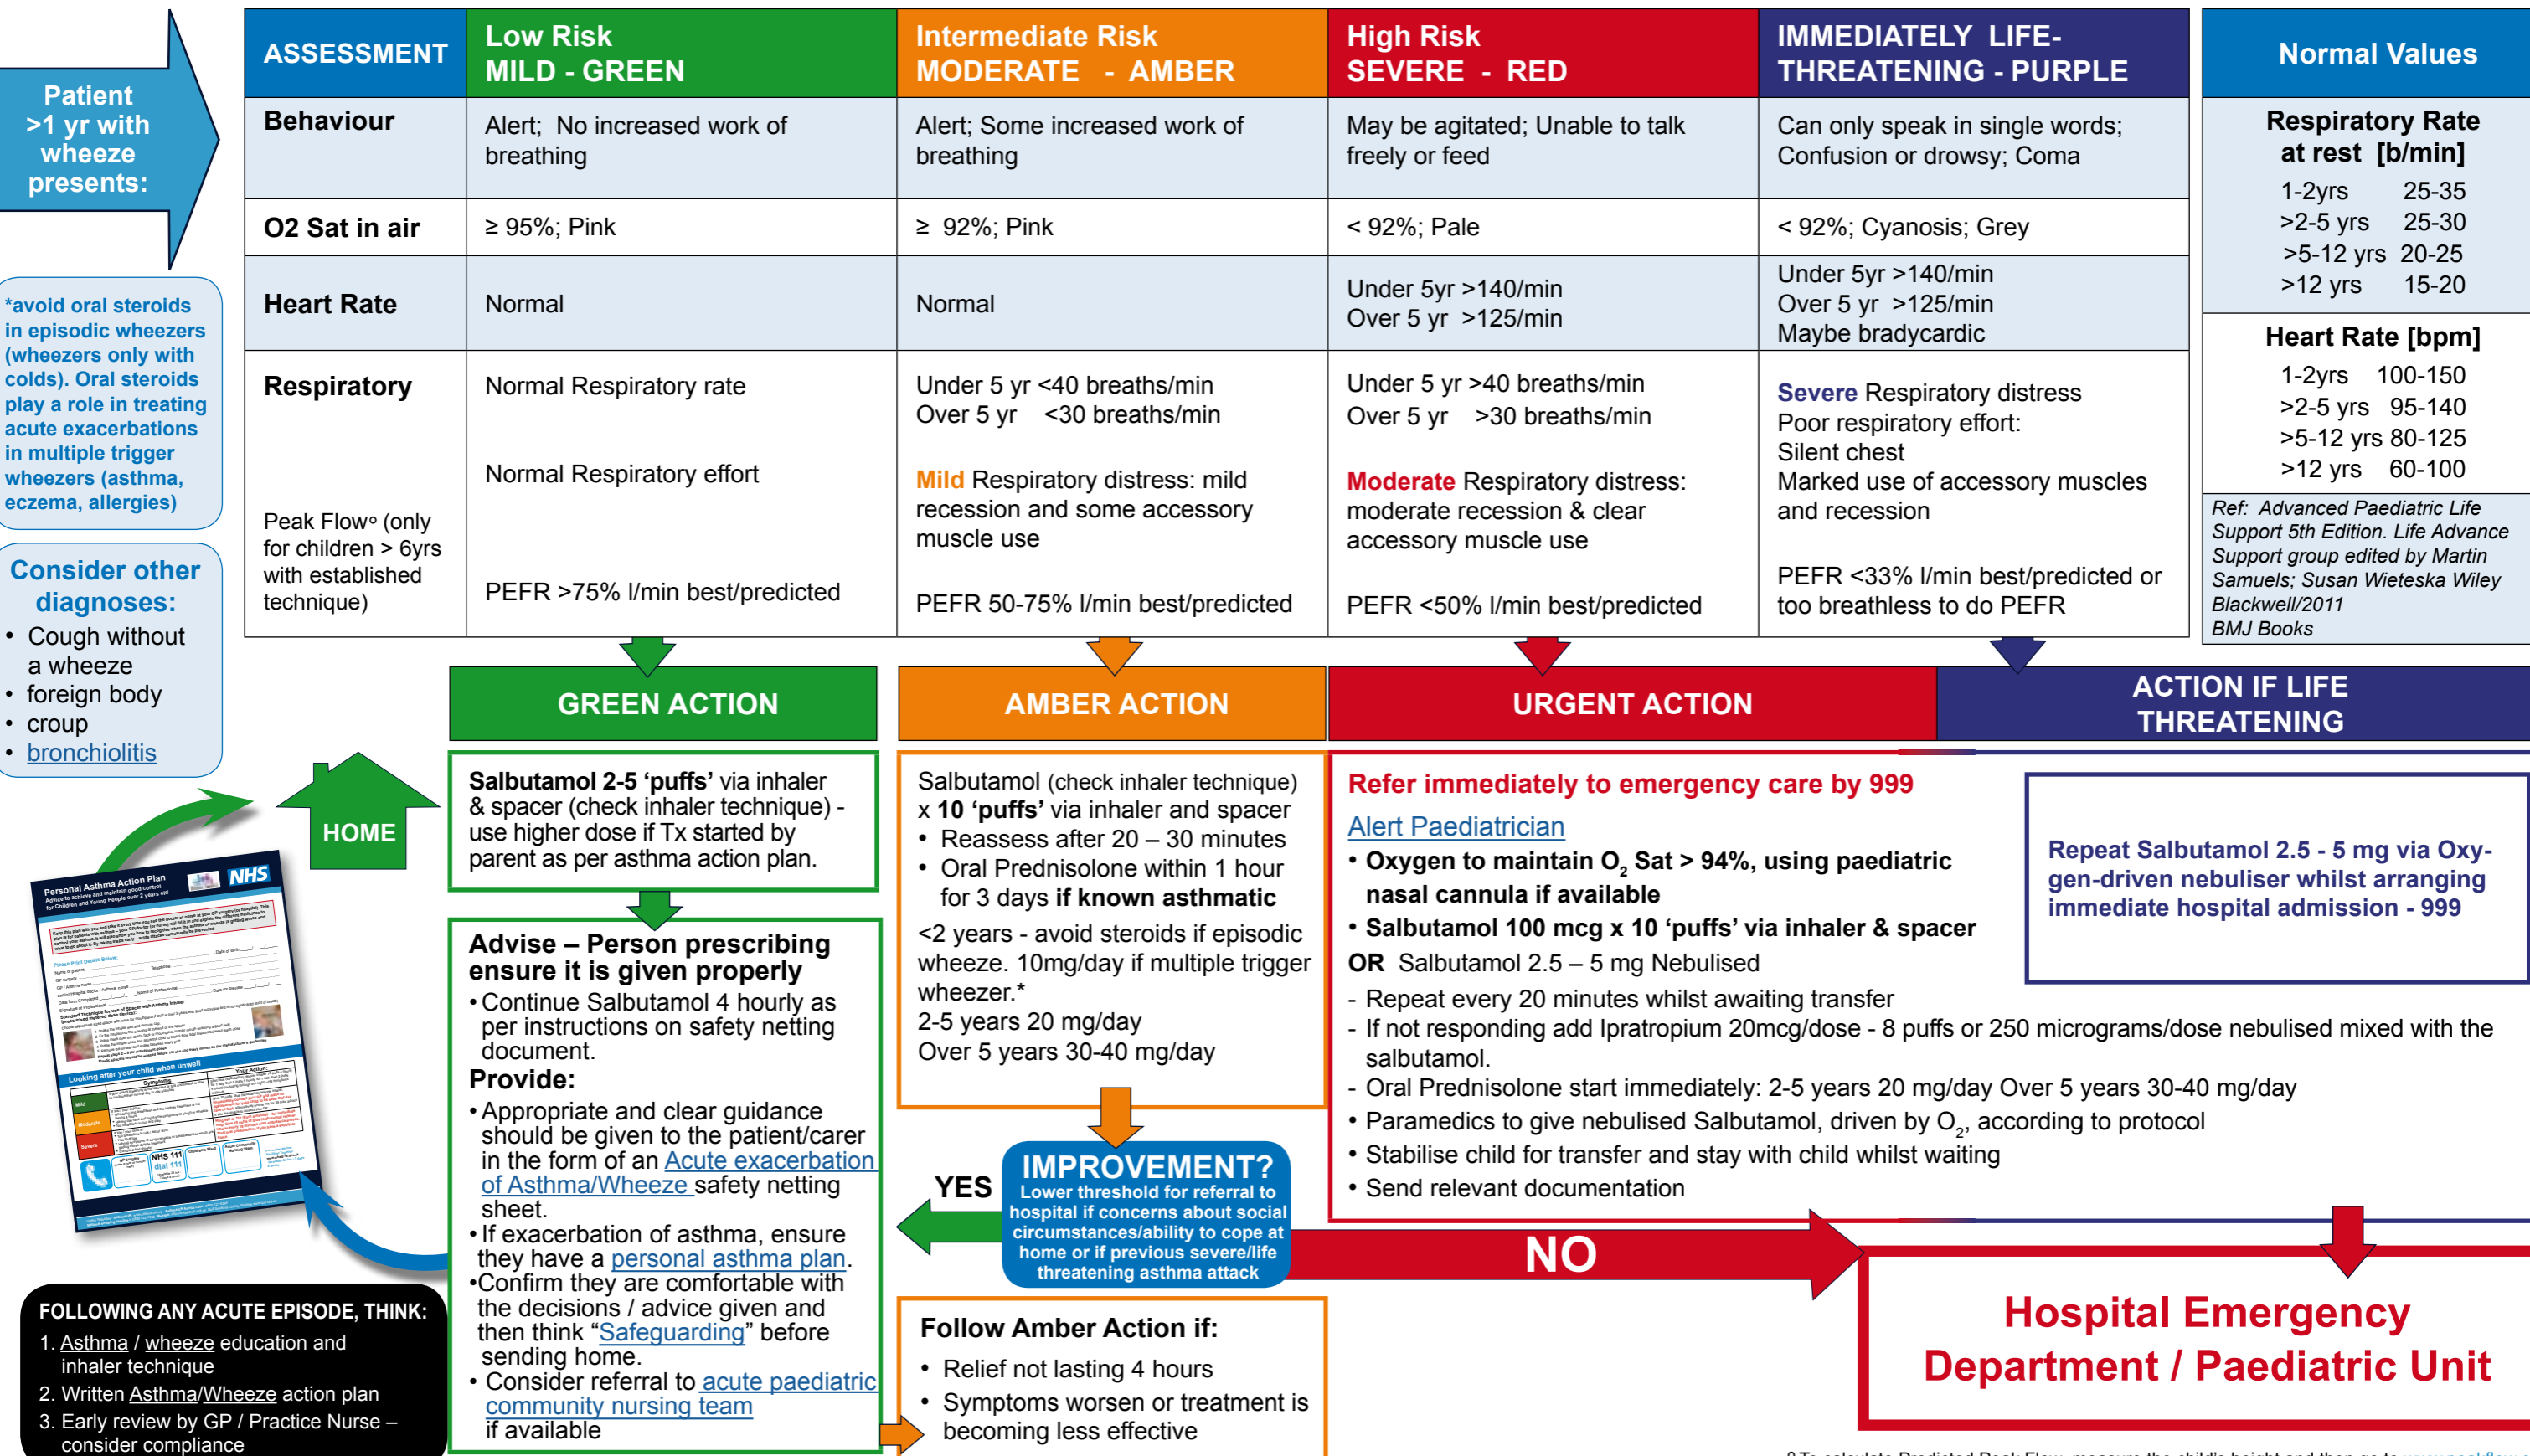 Patient
>1 yr with
wheeze
presents:
*avoid oral steroids
in episodic wheezers
(wheezers only with
colds). Oral steroids
play a role in treating
acute exacerbations
in multiple trigger
wheezers (asthma,
eczema, allergies)
Consider other
diagnoses:
• Cough without
a wheeze
• foreign body
• croup
• bronchiolitis
ASSESSMENT
Low Risk
MILD - GREEN
Intermediate Risk
MODERATE - AMBER
High Risk
SEVERE - RED
IMMEDIATELY LIFE-
THREATENING - PURPLE
Behaviour
Alert; No increased work of
breathing
Alert; Some increased work of
breathing
May be agitated; Unable to talk
freely or feed
Can only speak in single words;
Confusion or drowsy; Coma
O2 Sat in air
≥ 95%; Pink
≥ 92%; Pink
< 92%; Pale
< 92%; Cyanosis; Grey
Heart Rate
Normal
Normal
Under 5yr >140/min
Over 5 yr >125/min
Under 5yr >140/min
Over 5 yr >125/min
Maybe bradycardic
Respiratory
Peak Flow° (only
for children > 6yrs
with established
technique)
Normal Respiratory rate
Normal Respiratory effort
PEFR >75% l/min best/predicted
Under 5 yr <40 breaths/min
Over 5 yr <30 breaths/min
Mild Respiratory distress: mild
recession and some accessory
muscle use
PEFR 50-75% l/min best/predicted
Under 5 yr >40 breaths/min
Over 5 yr >30 breaths/min
Moderate Respiratory distress:
moderate recession & clear
accessory muscle use
PEFR <50% l/min best/predicted
Severe Respiratory distress
Poor respiratory effort:
Silent chest
Marked use of accessory muscles
and recession
PEFR <33% l/min best/predicted or
too breathless to do PEFR
Normal Values
Respiratory Rate
at rest [b/min]
1-2yrs 25-35
>2-5 yrs 25-30
>5-12 yrs 20-25
>12 yrs 15-20
Heart Rate [bpm]
1-2yrs 100-150
>2-5 yrs 95-140
>5-12 yrs 80-125
>12 yrs 60-100
Ref: Advanced Paediatric Life
Support 5th Edition. Life Advance
Support group edited by Martin
Samuels; Susan Wieteska Wiley
Blackwell/2011
BMJ Books
GREEN ACTION
Salbutamol 2-5 ‘puffs’ via inhaler
& spacer (check inhaler technique) -
use higher dose if Tx started by
parent as per asthma action plan.
Advise – Person prescribing
ensure it is given properly
• Continue Salbutamol 4 hourly as
per instructions on safety netting
document.
Provide:
• Appropriate and clear guidance
should be given to the patient/carer
in the form of an Acute exacerbation
of Asthma/Wheeze safety netting
sheet.
• If exacerbation of asthma, ensure
they have a personal asthma plan.
•Confirm they are comfortable with
the decisions / advice given and
then think “Safeguarding” before
sending home.
• Consider referral to acute paediatric
community nursing team
if available
AMBER ACTION
Salbutamol (check inhaler technique)
x 10 ‘puffs’ via inhaler and spacer
• Reassess after 20 – 30 minutes
• Oral Prednisolone within 1 hour
for 3 days if known asthmatic
<2 years - avoid steroids if episodic
wheeze. 10mg/day if multiple trigger
wheezer.*
2-5 years 20 mg/day
Over 5 years 30-40 mg/day
IMPROVEMENT?
Lower threshold for referral to
hospital if concerns about social
circumstances/ability to cope at
home or if previous severe/life
threatening asthma attack
YES
NO
Follow Amber Action if:
• Relief not lasting 4 hours
• Symptoms worsen or treatment is
becoming less effective
URGENT ACTION
Refer immediately to emergency care by 999
Alert Paediatrician
• Oxygen to maintain O2 Sat > 94%, using paediatric
nasal cannula if available
• Salbutamol 100 mcg x 10 ‘puffs’ via inhaler & spacer
OR Salbutamol 2.5 – 5 mg Nebulised
- Repeat every 20 minutes whilst awaiting transfer
- If not responding add Ipratropium 20mcg/dose - 8 puffs or 250 micrograms/dose nebulised mixed with the
salbutamol.
- Oral Prednisolone start immediately: 2-5 years 20 mg/day Over 5 years 30-40 mg/day
• Paramedics to give nebulised Salbutamol, driven by O2, according to protocol
• Stabilise child for transfer and stay with child whilst waiting
• Send relevant documentation
ACTION IF LIFE
THREATENING
Repeat Salbutamol 2.5 - 5 mg via Oxy-
gen-driven nebuliser whilst arranging
immediate hospital admission - 999
Hospital Emergency
Department / Paediatric Unit
HOME
Personal Asthma Action Plan
Advice to achieve and maintain good control
for Children and Young People over 2 years old
NHS
Looking after your child when unwell
Symptoms
Your Action:
Mild
Moderate
Severe
NHS 111
dial 111
FOLLOWING ANY ACUTE EPISODE, THINK:
1. Asthma / wheeze education and
inhaler technique
2. Written Asthma/Wheeze action plan
3. Early review by GP / Practice Nurse –
consider compliance